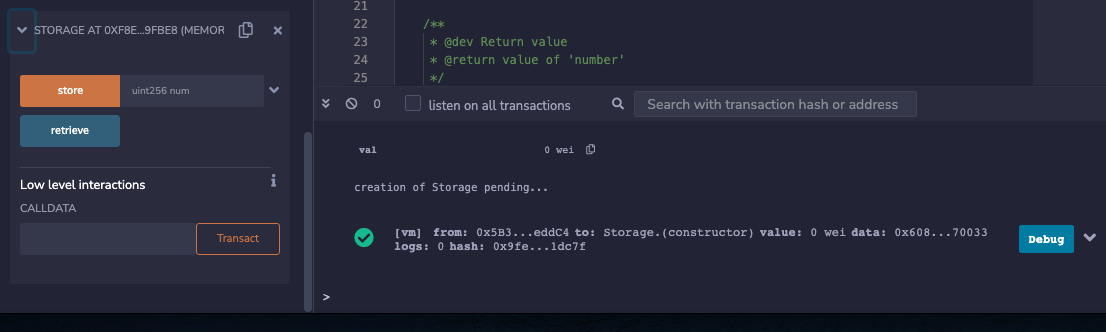 STORAGE AT 0XF8E...9FBE8 (MEMOR
store
uint256 num
retrieve
Low level interactions
i
CALLDATA
Transact
21
22 /**
23 * @dev Return value
24 * @return value of 'number'
25 */
0
listen on all transactions
Search with transaction hash or address
val 0 wei
creation of Storage pending...
[vm] from: 0x5B3...eddC4 to: Storage.(constructor) value: 0 wei data: 0x608...70033
logs: 0 hash: 0x9fe...1dc7f
Debug
>